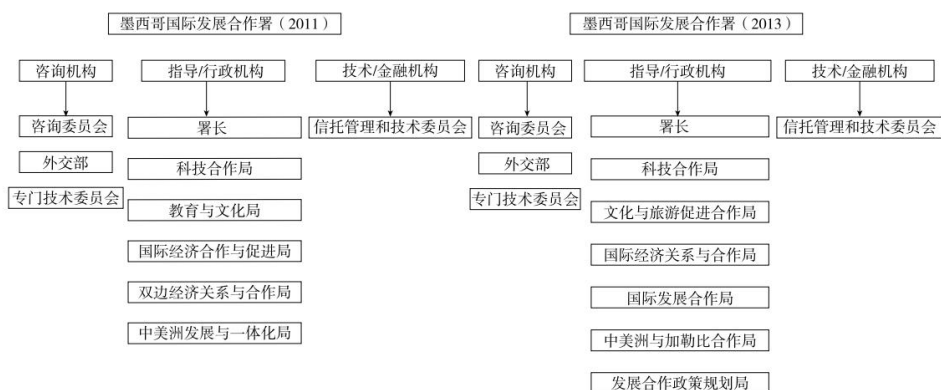 墨西哥国际发展合作署（2011）
咨询机构
指导/行政机构
技术/金融机构
咨询委员会
署长
信托管理和技术委员会
外交部
科技合作局
专门技术委员会
教育与文化局
国际经济合作与促进局
双边经济关系与合作局
中美洲发展与一体化局
墨西哥国际发展合作署（2013）
咨询机构
指导/行政机构
技术/金融机构
咨询委员会
署长
信托管理和技术委员会
外交部
科技合作局
专门技术委员会
文化与旅游促进合作局
国际经济关系与合作局
国际发展合作局
中美洲与加勒比合作局
发展合作政策规划局